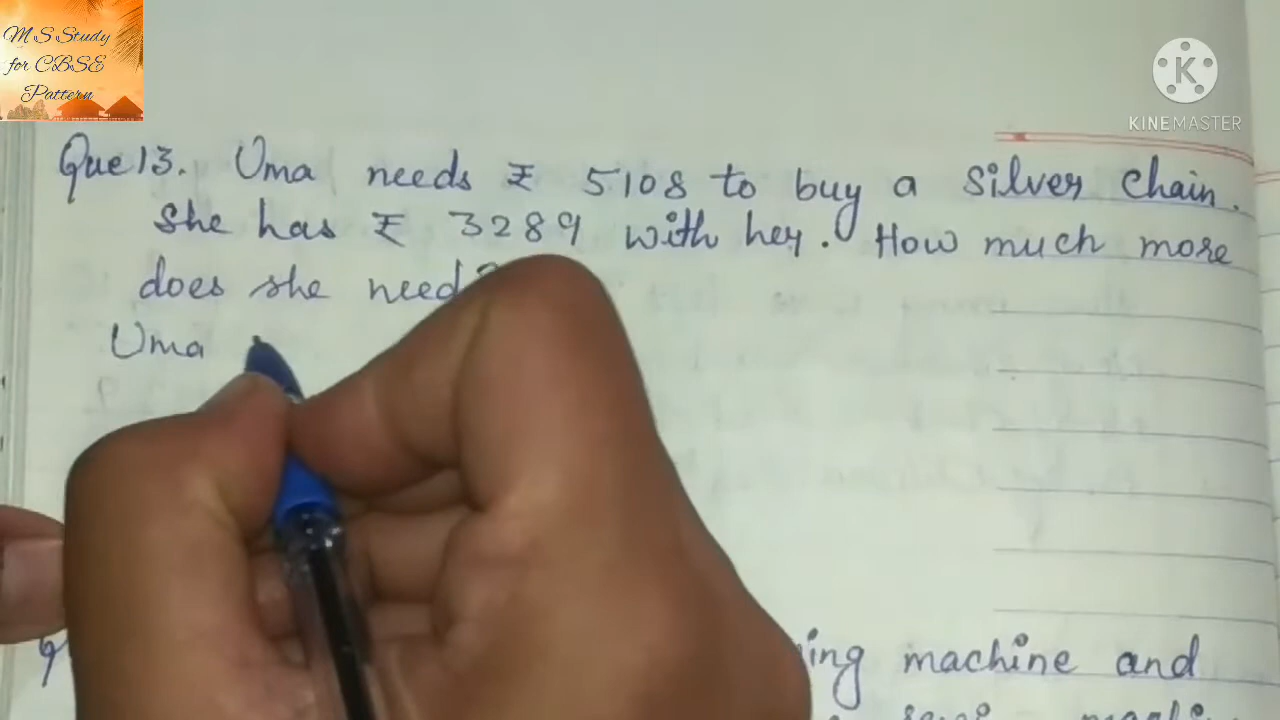 M S Study
for CBSE
Pattern
KINEMASTER
Que13. Uma needs ₹ 5108 to buy a silver chain.
She has ₹ 3289 with her. How much more
does she need?
Uma
machine and